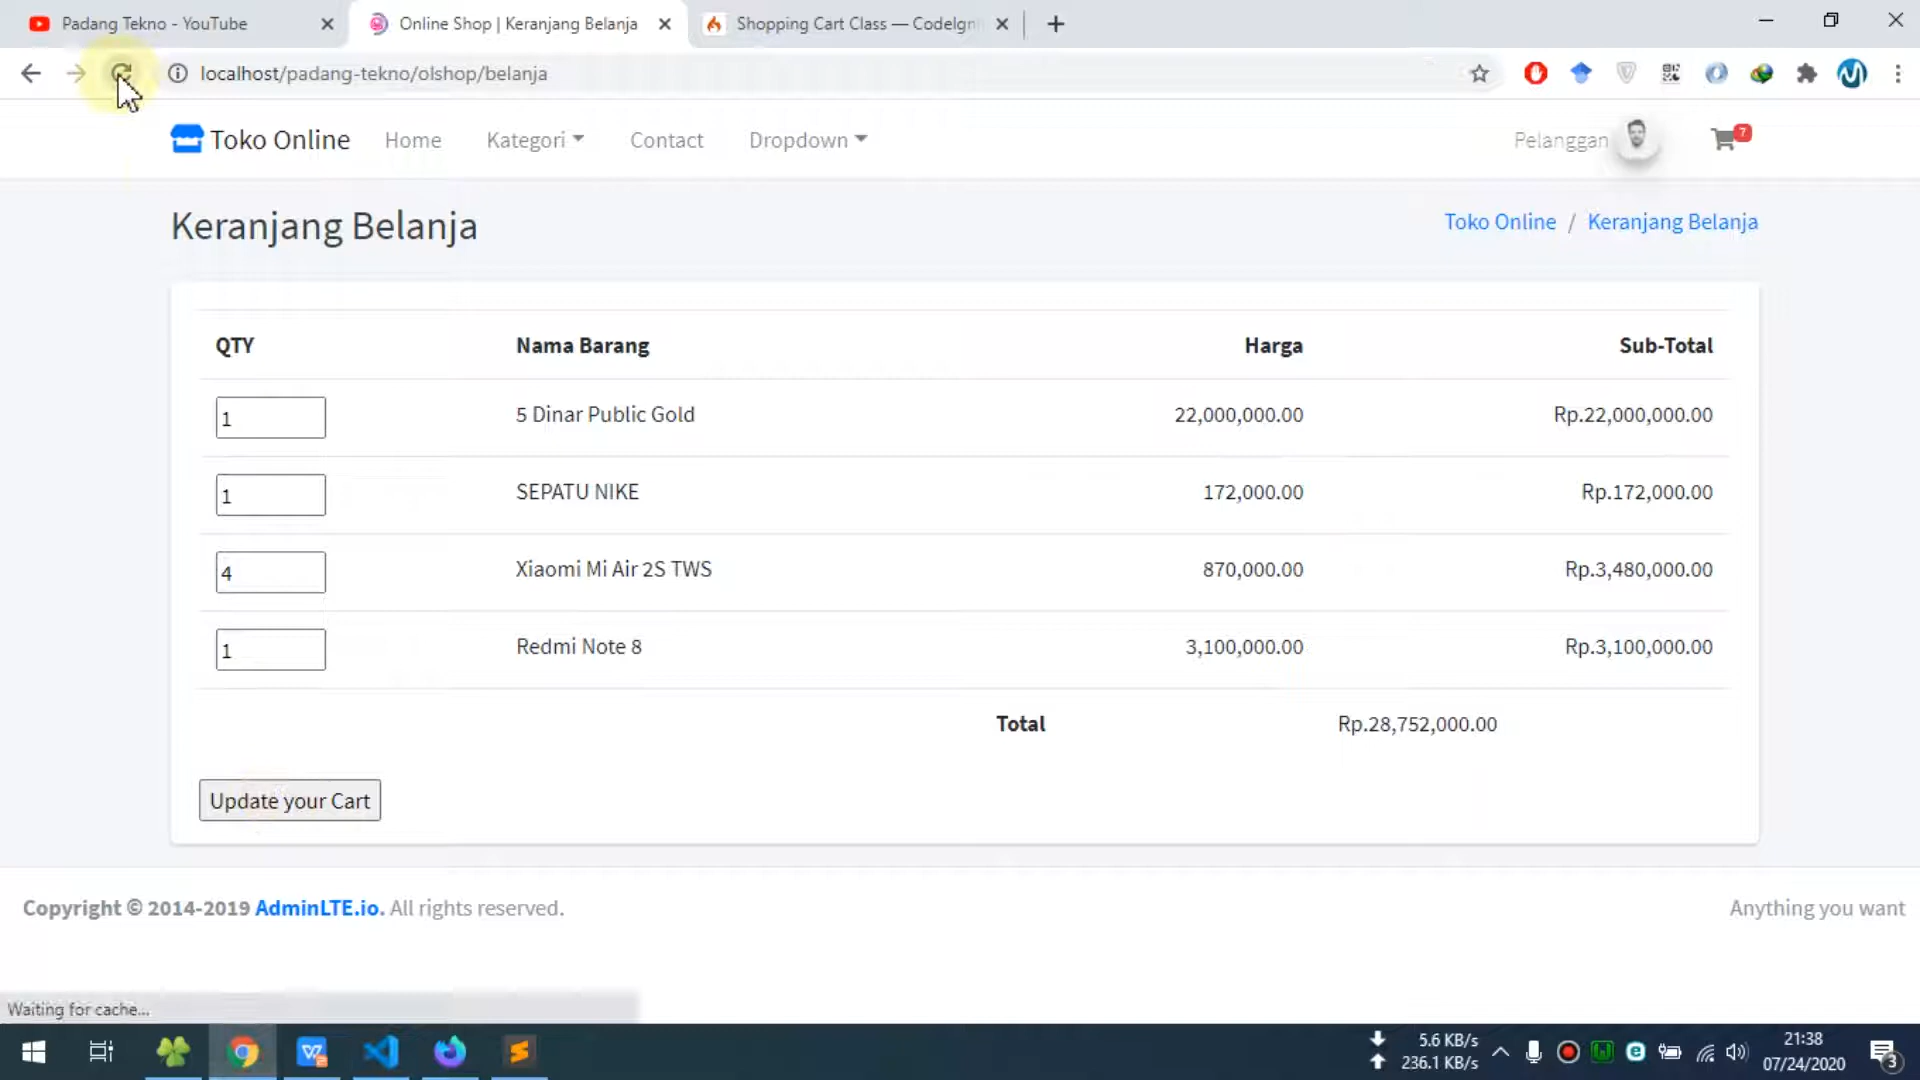 Padang Tekno - YouTube
Online Shop | Keranjang Belanja
Shopping Cart Class — CodeIgn
localhost/padang-tekno/olshop/belanja
Toko Online
Home
Kategori
Contact
Dropdown
Pelanggan
7
Keranjang Belanja
Toko Online / Keranjang Belanja
QTY Nama Barang Harga Sub-Total
1 5 Dinar Public Gold 22,000,000.00 Rp.22,000,000.00
1 SEPATU NIKE 172,000.00 Rp.172,000.00
4 Xiaomi Mi Air 2S TWS 870,000.00 Rp.3,480,000.00
1 Redmi Note 8 3,100,000.00 Rp.3,100,000.00
Total Rp.28,752,000.00
Update your Cart
Copyright © 2014-2019 AdminLTE.io. All rights reserved.
Anything you want
Waiting for cache...
5.6 KB/s
236.1 KB/s
21:38
07/24/2020
3